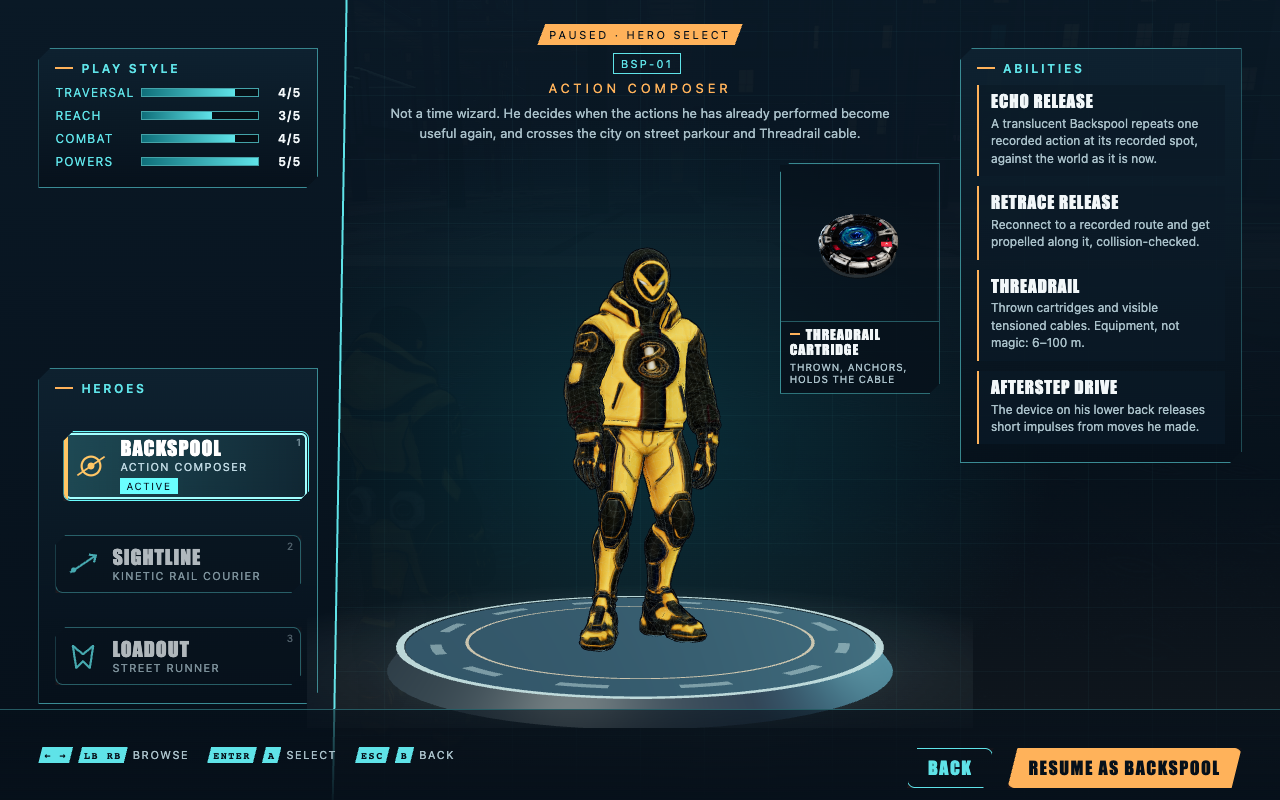 PAUSED · HERO SELECT
BSP-01
ACTION COMPOSER
Not a time wizard. He decides when the actions he has already performed become
useful again, and crosses the city on street parkour and Threadrail cable.
PLAY STYLE
TRAVERSAL 4/5
REACH 3/5
COMBAT 4/5
POWERS 5/5
HEROES
1
BACKSPOOL
ACTION COMPOSER
ACTIVE
2
SIGHTLINE
KINETIC RAIL COURIER
3
LOADOUT
STREET RUNNER
THREADRAIL
CARTRIDGE
THROWN, ANCHORS,
HOLDS THE CABLE
ABILITIES
ECHO RELEASE
A translucent Backspool repeats one
recorded action at its recorded spot,
against the world as it is now.
RETRACE RELEASE
Reconnect to a recorded route and get
propelled along it, collision-checked.
THREADRAIL
Thrown cartridges and visible
tensioned cables. Equipment, not
magic: 6–100 m.
AFTERSTEP DRIVE
The device on his lower back releases
short impulses from moves he made.
← → LB RB BROWSE ENTER A SELECT ESC B BACK
BACK
RESUME AS BACKSPOOL